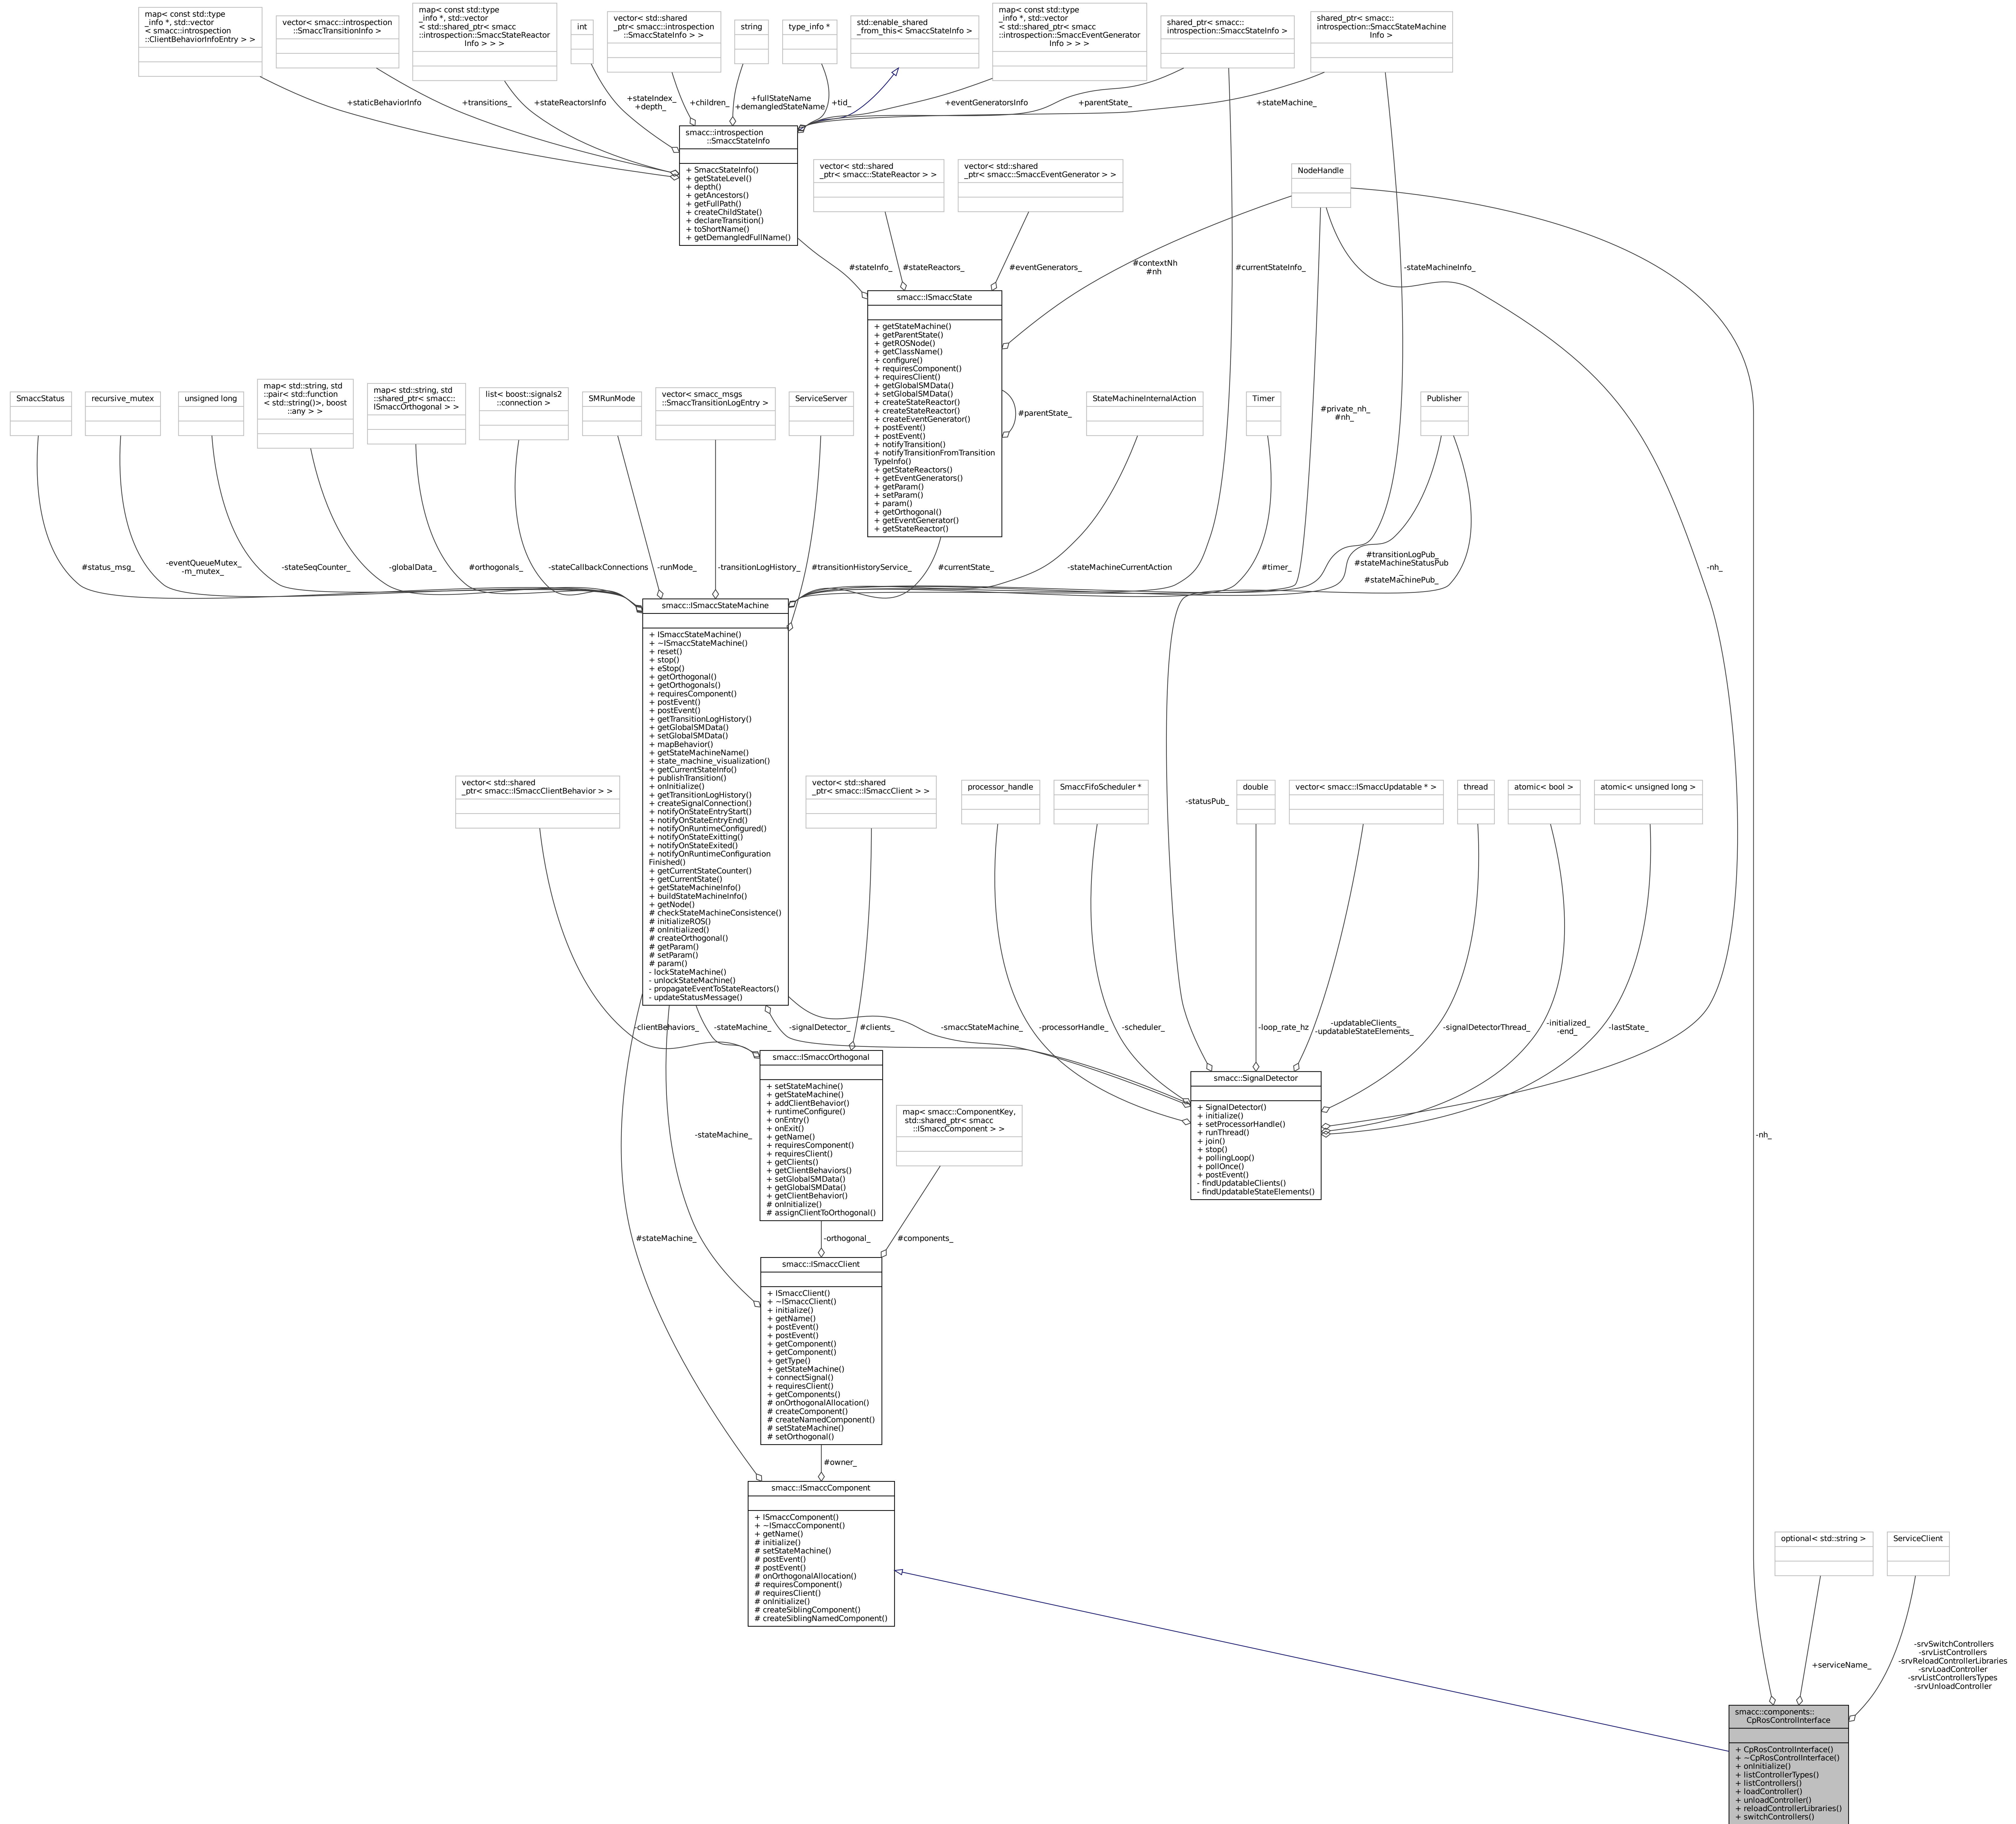 map< const std::type
_info *, std::vector
< smacc::introspection
::ClientBehaviorInfoEntry > >
vector< smacc::introspection
::SmaccTransitionInfo >
map< const std::type
_info *, std::vector
< std::shared_ptr< smacc
::introspection::SmaccStateReactor
Info > > >
int
vector< std::shared
_ptr< smacc::introspection
::SmaccStateInfo > >
string
type_info *
std::enable_shared
_from_this< SmaccStateInfo >
map< const std::type
_info *, std::vector
< std::shared_ptr< smacc
::introspection::SmaccEventGenerator
Info > > >
shared_ptr< smacc::
introspection::SmaccStateInfo >
shared_ptr< smacc::
introspection::SmaccStateMachine
Info >
+staticBehaviorInfo
+transitions_
+stateReactorsInfo
+stateIndex_
+depth_
+children_
+fullStateName
+demangledStateName
+tid_
+eventGeneratorsInfo
+parentState_
+stateMachine_
smacc::introspection
::SmaccStateInfo
+ SmaccStateInfo()
+ getStateLevel()
+ depth()
+ getAncestors()
+ getFullPath()
+ createChildState()
+ declareTransition()
+ toShortName()
+ getDemangledFullName()
vector< std::shared
_ptr< smacc::StateReactor > >
vector< std::shared
_ptr< smacc::SmaccEventGenerator > >
NodeHandle
#stateInfo_
#stateReactors_
#eventGenerators_
#contextNh
#nh
#currentStateInfo_
-stateMachineInfo_
smacc::ISmaccState
+ getStateMachine()
+ getParentState()
+ getROSNode()
+ getClassName()
+ configure()
+ requiresComponent()
+ requiresClient()
+ getGlobalSMData()
+ setGlobalSMData()
+ createStateReactor()
+ createStateReactor()
+ createEventGenerator()
+ postEvent()
+ postEvent()
+ notifyTransition()
+ notifyTransitionFromTransition
TypeInfo()
+ getStateReactors()
+ getEventGenerators()
+ getParam()
+ setParam()
+ param()
+ getOrthogonal()
+ getEventGenerator()
+ getStateReactor()
#parentState_
SmaccStatus
recursive_mutex
unsigned long
map< std::string, std
::pair< std::function
< std::string()>, boost
::any > >
map< std::string, std
::shared_ptr< smacc::
ISmaccOrthogonal > >
list< boost::signals2
::connection >
SMRunMode
vector< smacc_msgs
::SmaccTransitionLogEntry >
ServiceServer
StateMachineInternalAction
Timer
#private_nh_
#nh_
Publisher
#status_msg_
-eventQueueMutex_
-m_mutex_
-stateSeqCounter_
-globalData_
#orthogonals_
-stateCallbackConnections
-runMode_
-transitionLogHistory_
#transitionHistoryService_
#currentState_
-stateMachineCurrentAction
#timer_
#transitionLogPub_
#stateMachineStatusPub
_
#stateMachinePub_
-nh_
smacc::ISmaccStateMachine
+ ISmaccStateMachine()
+ ~ISmaccStateMachine()
+ reset()
+ stop()
+ eStop()
+ getOrthogonal()
+ getOrthogonals()
+ requiresComponent()
+ postEvent()
+ postEvent()
+ getTransitionLogHistory()
+ getGlobalSMData()
+ setGlobalSMData()
+ mapBehavior()
+ getStateMachineName()
+ state_machine_visualization()
+ getCurrentStateInfo()
+ publishTransition()
+ onInitialize()
+ getTransitionLogHistory()
+ createSignalConnection()
+ notifyOnStateEntryStart()
+ notifyOnStateEntryEnd()
+ notifyOnRuntimeConfigured()
+ notifyOnStateExitting()
+ notifyOnStateExited()
+ notifyOnRuntimeConfiguration
Finished()
+ getCurrentStateCounter()
+ getCurrentState()
+ getStateMachineInfo()
+ buildStateMachineInfo()
+ getNode()
# checkStateMachineConsistence()
# initializeROS()
# onInitialized()
# createOrthogonal()
# getParam()
# setParam()
# param()
- lockStateMachine()
- unlockStateMachine()
- propagateEventToStateReactors()
- updateStatusMessage()
vector< std::shared
_ptr< smacc::ISmaccClientBehavior > >
vector< std::shared
_ptr< smacc::ISmaccClient > >
processor_handle
SmaccFifoScheduler *
-statusPub_
double
vector< smacc::ISmaccUpdatable * >
thread
atomic< bool >
atomic< unsigned long >
-clientBehaviors_
-stateMachine_
-signalDetector_
#clients_
-smaccStateMachine_
-processorHandle_
-scheduler_
-loop_rate_hz
-updatableClients_
-updatableStateElements_
-signalDetectorThread_
-initialized_
-end_
-lastState_
smacc::ISmaccOrthogonal
+ setStateMachine()
+ getStateMachine()
+ addClientBehavior()
+ runtimeConfigure()
+ onEntry()
+ onExit()
+ getName()
+ requiresComponent()
+ requiresClient()
+ getClients()
+ getClientBehaviors()
+ setGlobalSMData()
+ getGlobalSMData()
+ getClientBehavior()
# onInitialize()
# assignClientToOrthogonal()
smacc::SignalDetector
+ SignalDetector()
+ initialize()
+ setProcessorHandle()
+ runThread()
+ join()
+ stop()
+ pollingLoop()
+ pollOnce()
+ postEvent()
- findUpdatableClients()
- findUpdatableStateElements()
map< smacc::ComponentKey,
std::shared_ptr< smacc
::ISmaccComponent > >
-stateMachine_
-nh_
#stateMachine_
-orthogonal_
#components_
smacc::ISmaccClient
+ ISmaccClient()
+ ~ISmaccClient()
+ initialize()
+ getName()
+ postEvent()
+ postEvent()
+ getComponent()
+ getComponent()
+ getType()
+ getStateMachine()
+ connectSignal()
+ requiresClient()
+ getComponents()
# onOrthogonalAllocation()
# createComponent()
# createNamedComponent()
# setStateMachine()
# setOrthogonal()
#owner_
smacc::ISmaccComponent
+ ISmaccComponent()
+ ~ISmaccComponent()
+ getName()
# initialize()
# setStateMachine()
# postEvent()
# postEvent()
# onOrthogonalAllocation()
# requiresComponent()
# requiresClient()
# onInitialize()
# createSiblingComponent()
# createSiblingNamedComponent()
optional< std::string >
ServiceClient
+serviceName_
-srvSwitchControllers
-srvListControllers
-srvReloadControllerLibraries
-srvLoadController
-srvListControllersTypes
-srvUnloadController
smacc::components::
CpRosControlInterface
+ CpRosControlInterface()
+ ~CpRosControlInterface()
+ onInitialize()
+ listControllerTypes()
+ listControllers()
+ loadController()
+ unloadController()
+ reloadControllerLibraries()
+ switchControllers()